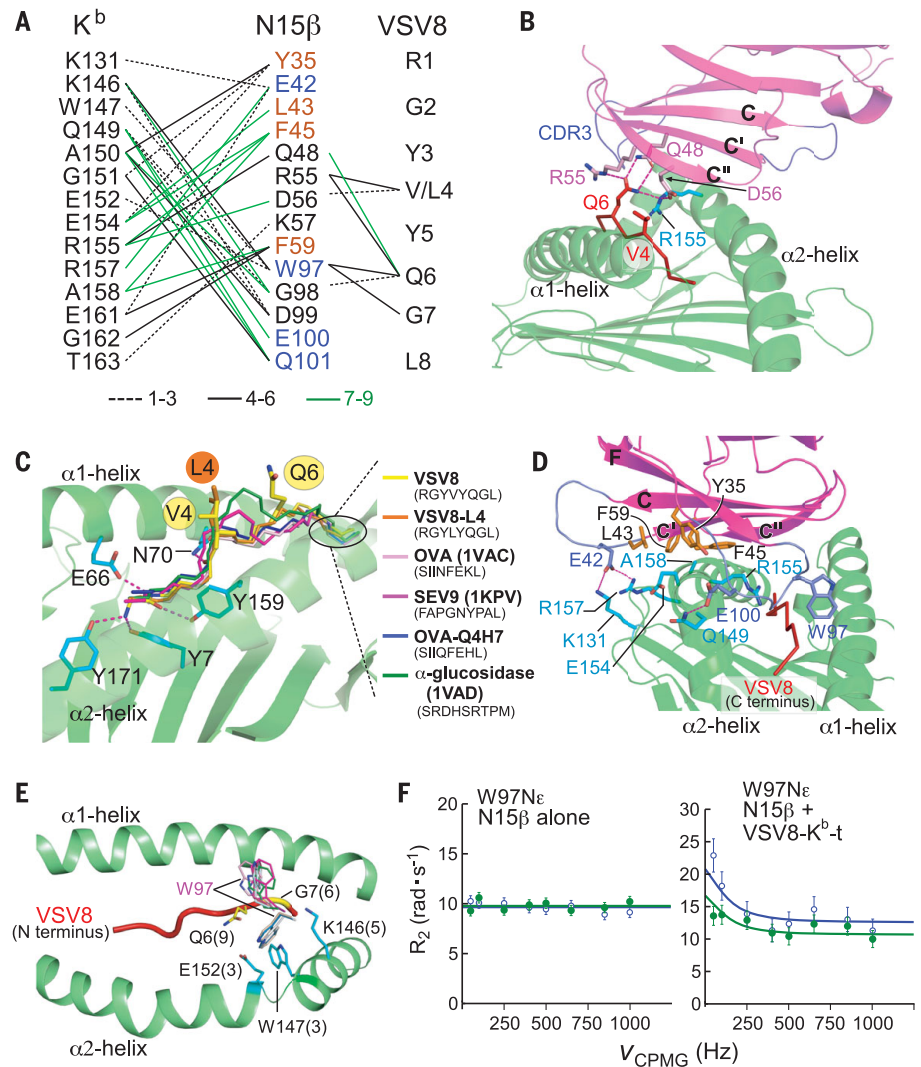 A
K^b N15β VSV8
K131 Y35 R1
K146 E42
W147 L43 G2
Q149 F45
A150 Q48 Y3
G151 R55
E152 D56 V/L4
E154 K57 Y5
R155 F59
R157 W97 Q6
A158 G98
E161 D99 G7
G162 E100
T163 Q101 L8
1-3 4-6 7-9
B
CDR3
C
C'
C"
Q48
R55
D56
Q6
R155
V4
α2-helix
α1-helix
C
α1-helix
L4
Q6
V4
N70
E66
Y159
Y7
Y171
α2-helix
VSV8
(RGYVYQGL)
VSV8-L4
(RGYLYQGL)
OVA (1VAC)
(SIINFEKL)
SEV9 (1KPV)
(FAPGNYPAL)
OVA-Q4H7
(SIIQFEHL)
α-glucosidase
(1VAD)
(SRDHSRTPM)
D
F
C
Y35
F59
C'
C"
L43
F45
E42
A158
R155
R157
E100
W97
K131
Q149
E154
VSV8
(C terminus)
α2-helix
α1-helix
E
α1-helix
W97
G7(6)
VSV8
(N terminus)
K146(5)
Q6(9)
E152(3)
W147(3)
α2-helix
F
W97Nε
N15β alone
W97Nε
N15β +
VSV8-K^b-t
R₂ (rad•s⁻¹)
20
15
10
5
0
30
25
20
15
10
5
0
250 500 750 1000
250 500 750 1000
ν_CPMG (Hz)